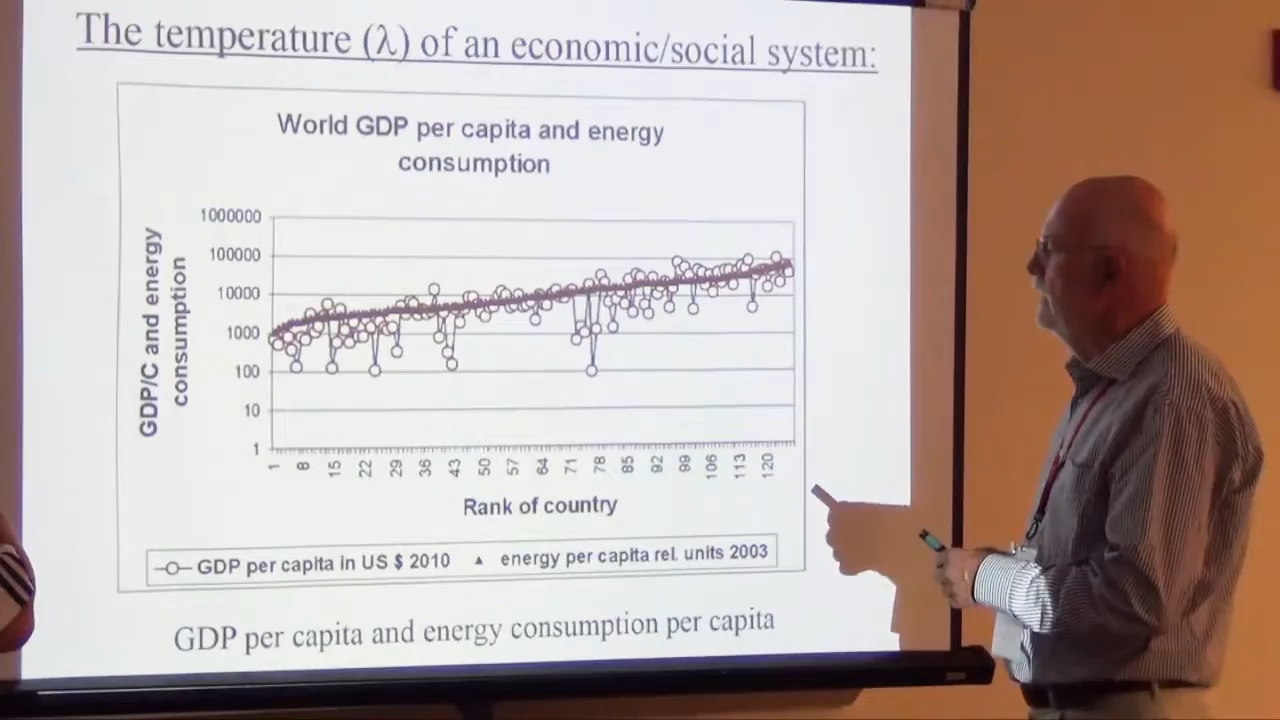 The temperature (λ) of an economic/social system:
World GDP per capita and energy
consumption
GDP/C and energy
consumption
1000000
100000
10000
1000
100
10
1
1 8 15 22 29 36 43 50 57 64 71 78 85 92 99 106 113 120
Rank of country
GDP per capita in US $ 2010 energy per capita rel. units 2003
GDP per capita and energy consumption per capita